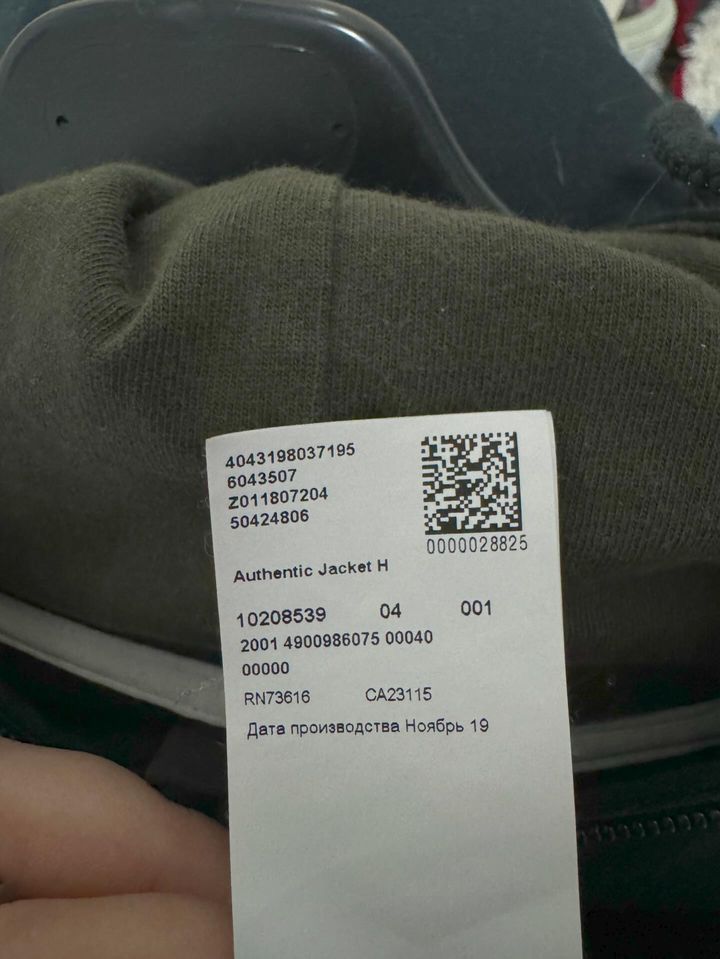 4043198037195
6043507
Z011807204
50424806
0000028825
Authentic Jacket H
10208539 04 001
2001 4900986075 00040
00000
RN73616 CA23115
Дата производства Ноябрь 19